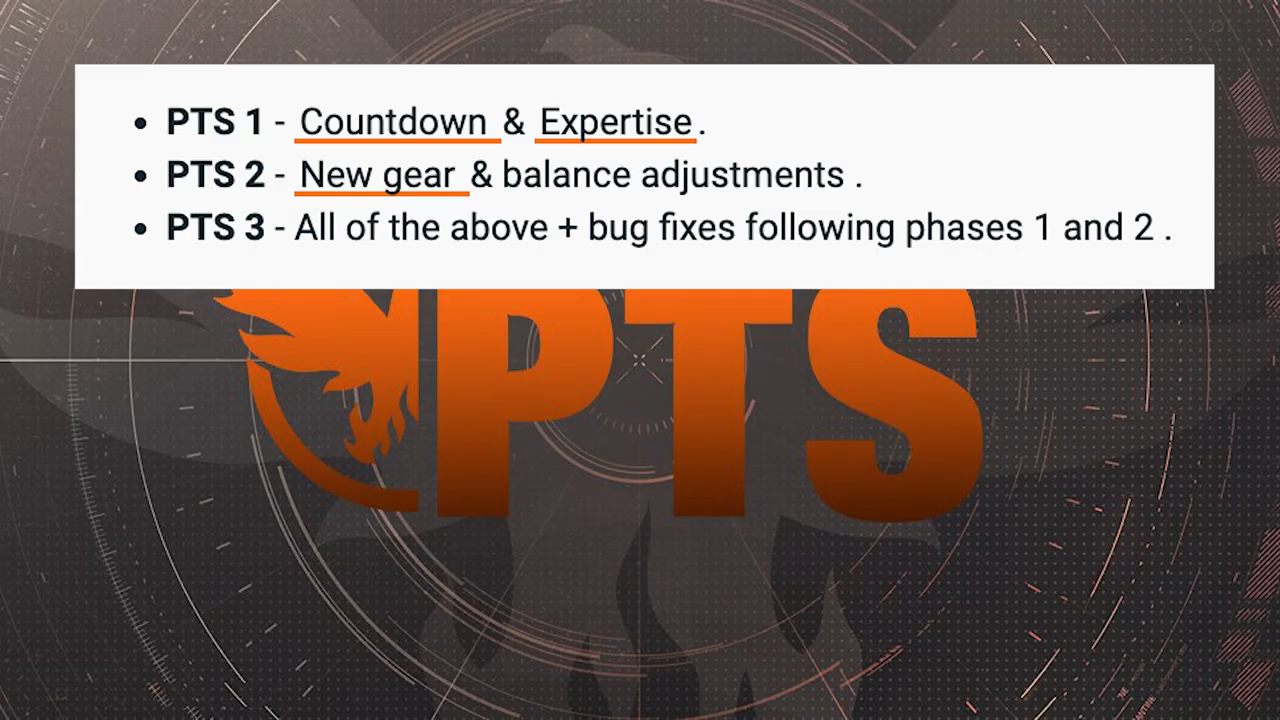 • PTS 1 - Countdown & Expertise.
• PTS 2 - New gear & balance adjustments .
• PTS 3 - All of the above + bug fixes following phases 1 and 2 .
PTS